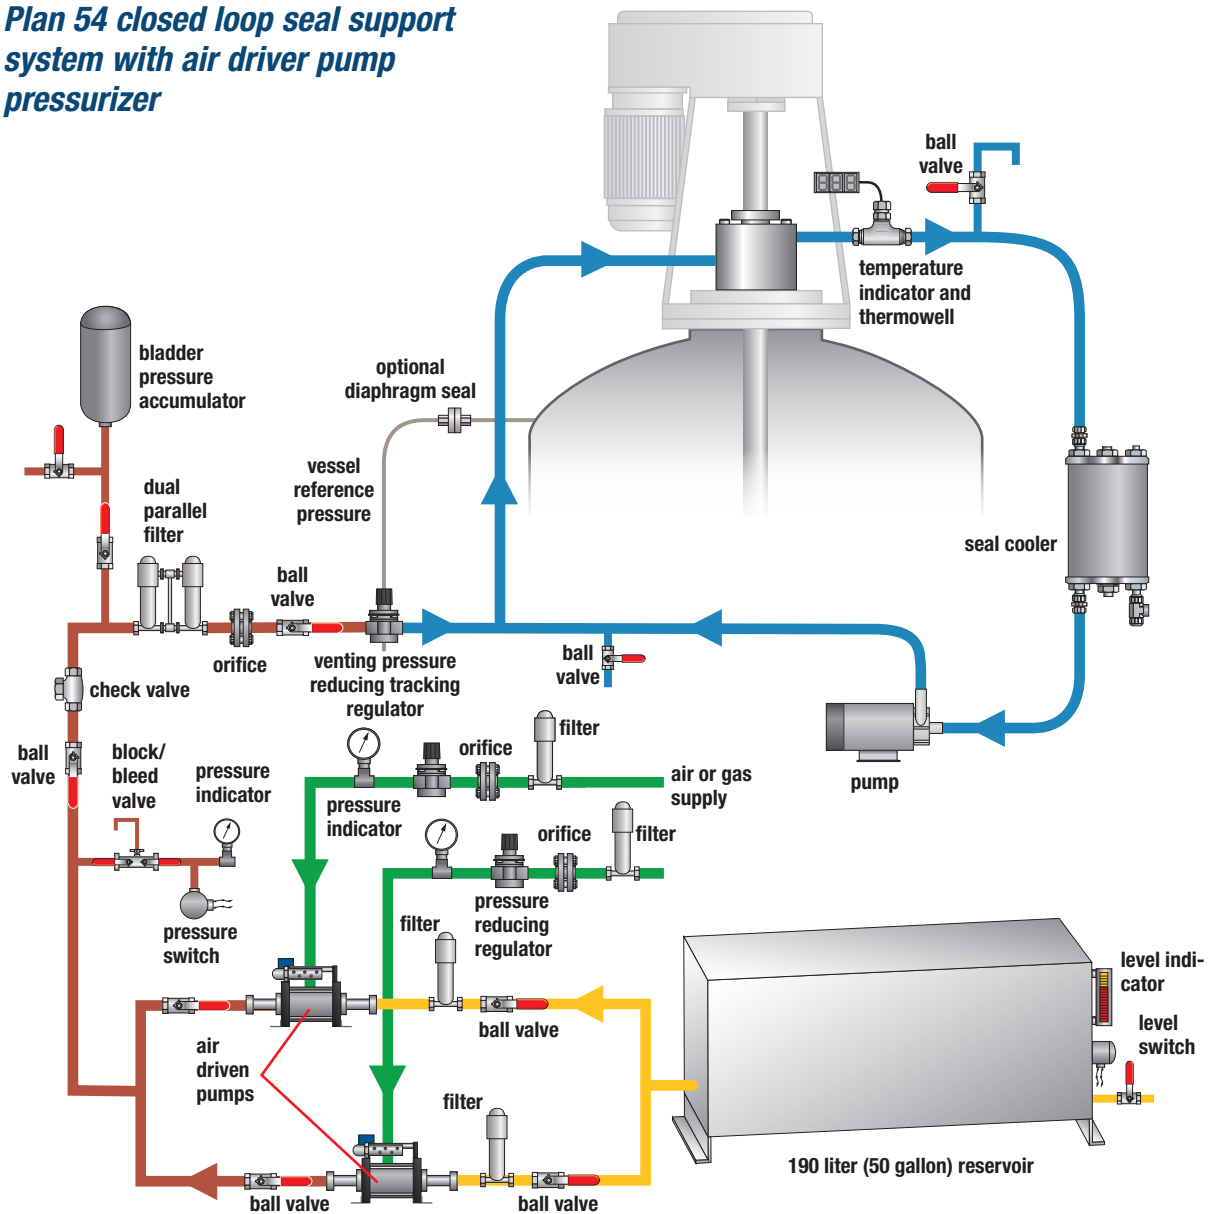 Plan 54 closed loop seal support
system with air driver pump
pressurizer
ball
valve
temperature
indicator and
thermowell
bladder
pressure
accumulator
optional
diaphragm seal
vessel
reference
pressure
dual
parallel
filter
seal cooler
ball
valve
orifice
venting pressure
reducing tracking
regulator
ball
valve
check valve
ball
valve
block/
bleed
valve
pressure
indicator
filter
orifice
air or gas
supply
pressure
indicator
pump
orifice
filter
pressure
reducing
regulator
pressure
switch
filter
level indi-
cator
level
switch
ball valve
air
driven
pumps
filter
190 liter (50 gallon) reservoir
ball valve
ball valve